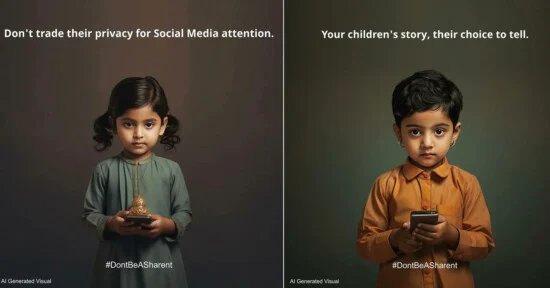 Don't trade their privacy for Social Media attention.
#DontBeASharent
AI Generated Visual
Your children's story, their choice to tell.
#DontBeASharent
AI Generated Visual